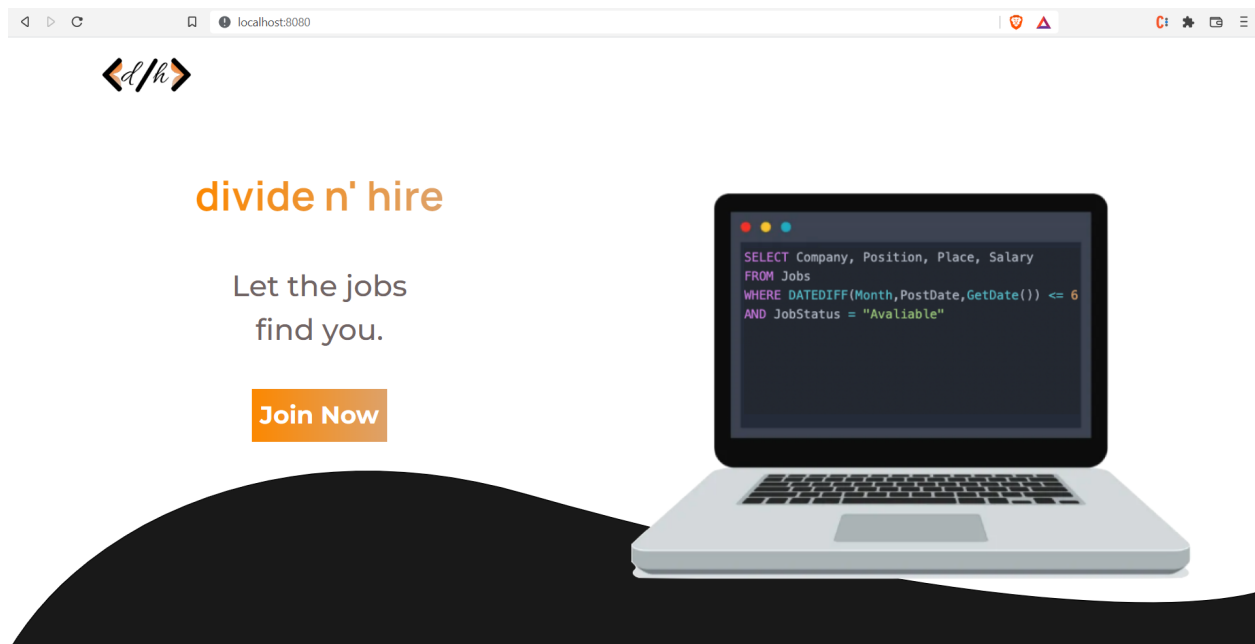 localhost:8080
<d/h>
divide n' hire
Let the jobs
find you.
Join Now
SELECT Company, Position, Place, Salary
FROM Jobs
WHERE DATEDIFF(Month,PostDate,GetDate()) <= 6
AND JobStatus = "Avaliable"